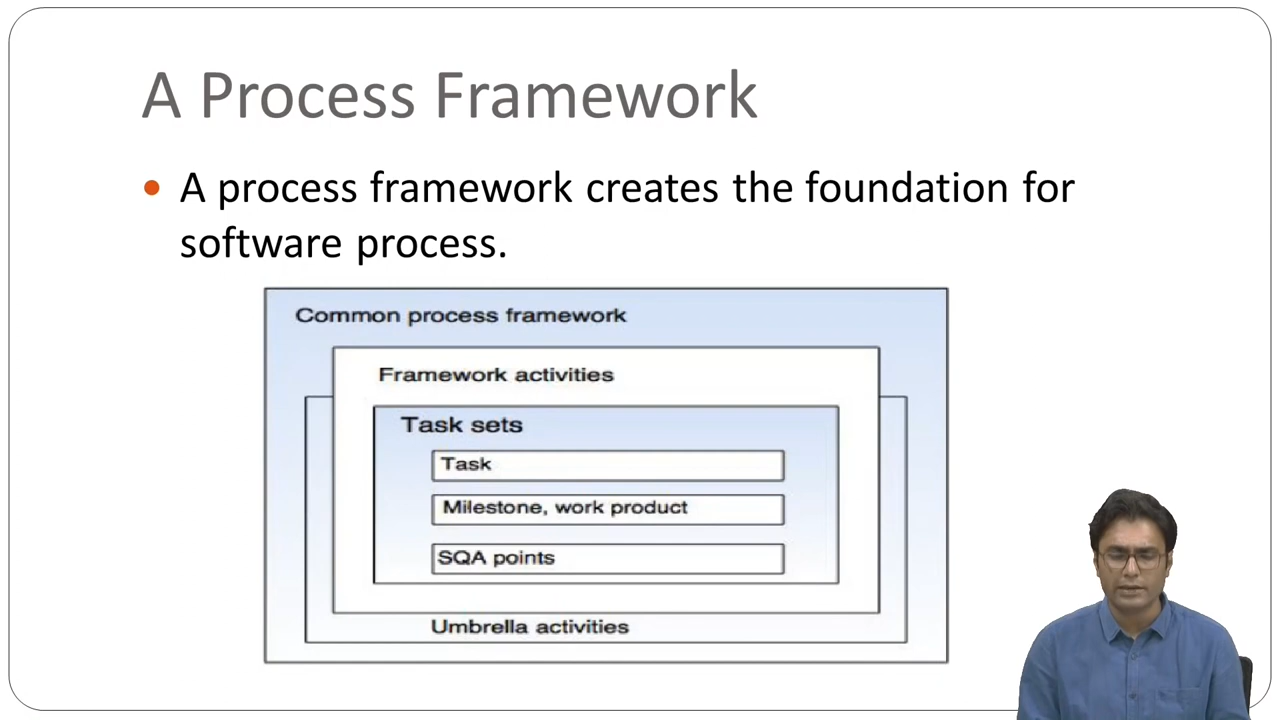 A Process Framework
A process framework creates the foundation for
software process.
Common process framework
Framework activities
Task sets
Task
Milestone, work product
SQA points
Umbrella activities